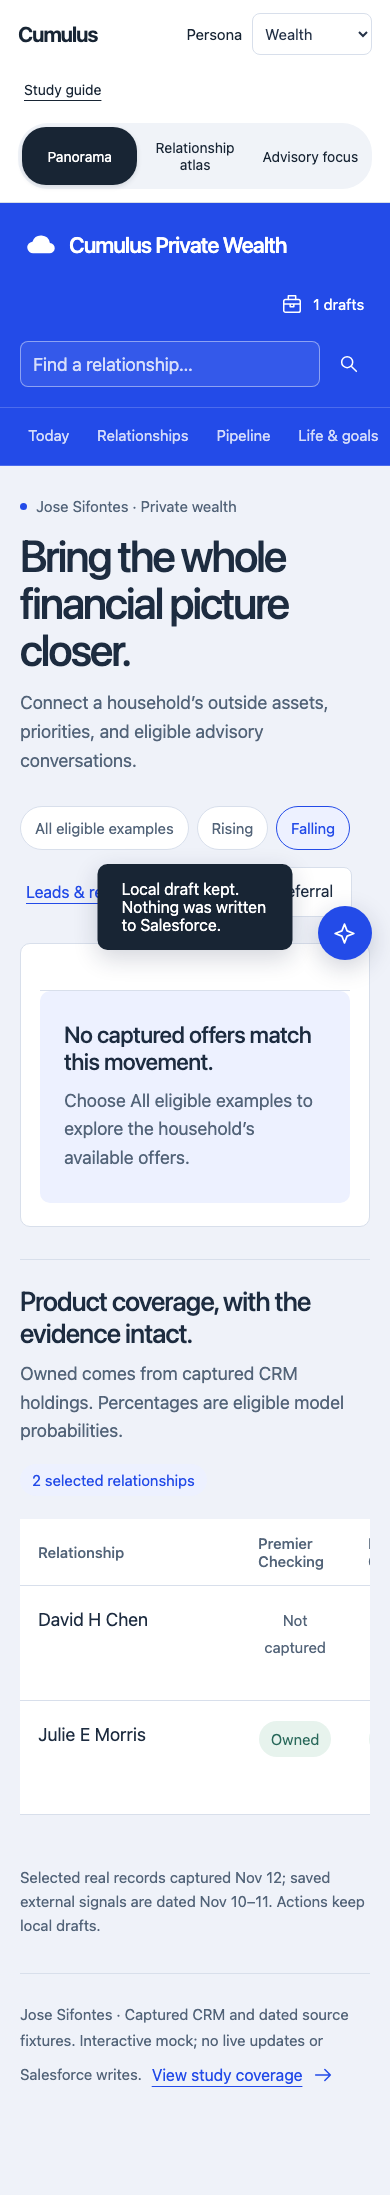 Cumulus
Persona
Wealth
Study guide
Panorama
Relationship
atlas
Advisory focus
Cumulus Private Wealth
1 drafts
Find a relationship...
Today
Relationships
Pipeline
Life & goals
Jose Sifontes · Private wealth
Bring the whole
financial picture
closer.
Connect a household’s outside assets,
priorities, and eligible advisory
conversations.
All eligible examples
Rising
Falling
Leads &
Local draft kept.
Nothing was written
to Salesforce.
No captured offers match
this movement.
Choose All eligible examples to
explore the household’s
available offers.
Product coverage, with the
evidence intact.
Owned comes from captured CRM
holdings. Percentages are eligible model
probabilities.
2 selected relationships
Relationship
Premier
Checking
David H Chen
Not
captured
Julie E Morris
Owned
Selected real records captured Nov 12; saved
external signals are dated Nov 10–11. Actions keep
local drafts.
Jose Sifontes · Captured CRM and dated source
fixtures. Interactive mock; no live updates or
Salesforce writes. View study coverage →